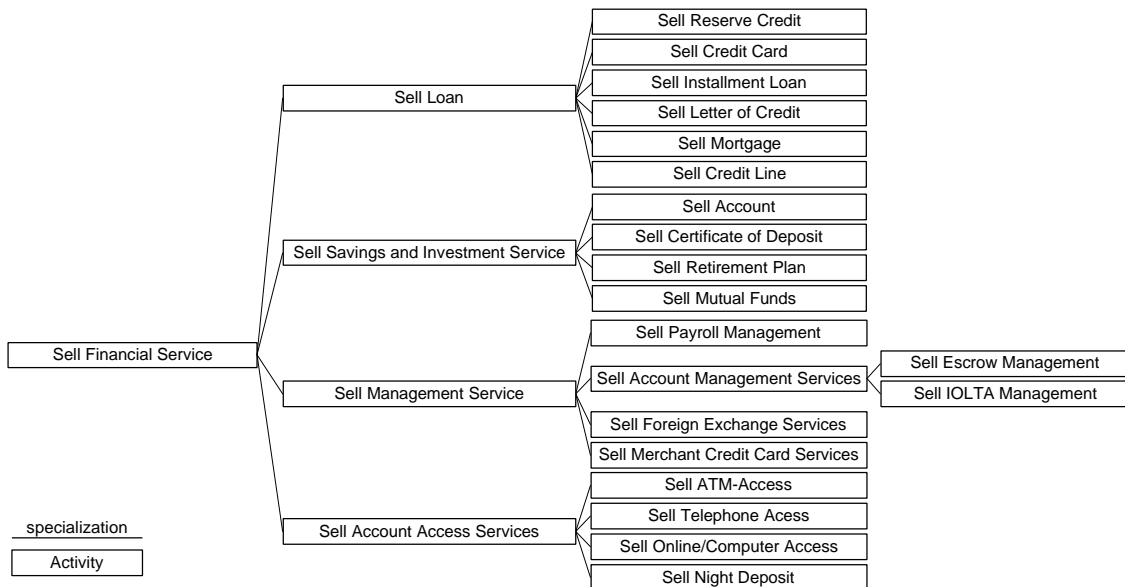 Sell Reserve Credit
Sell Credit Card
Sell Installment Loan
Sell Loan
Sell Letter of Credit
Sell Mortgage
Sell Credit Line
Sell Account
Sell Certificate of Deposit
Sell Savings and Investment Service
Sell Retirement Plan
Sell Mutual Funds
Sell Payroll Management
Sell Financial Service
Sell Escrow Management
Sell Account Management Services
Sell Management Service
Sell IOLTA Management
Sell Foreign Exchange Services
Sell Merchant Credit Card Services
Sell ATM-Access
Sell Telephone Acess
Sell Account Access Services
Sell Online/Computer Access
Sell Night Deposit
specialization
Activity